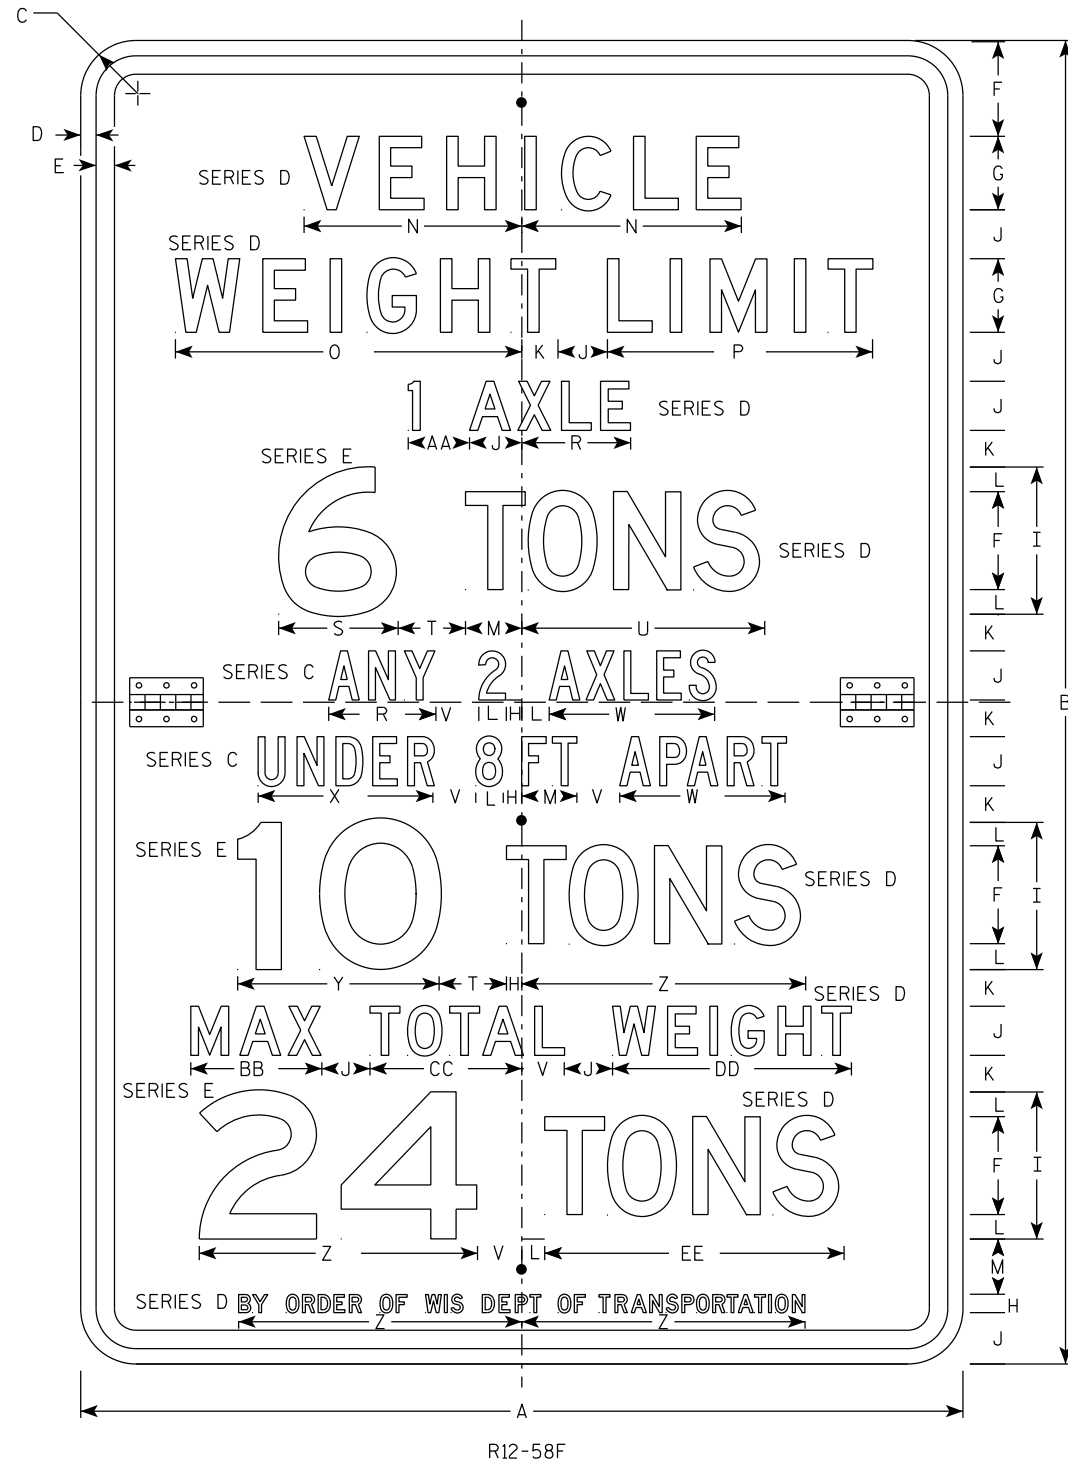 C
F
D
E
SERIES D VEHICLE
G
N N
J
SERIES D
WEIGHT LIMIT
G
O K J P
J
1 AXLE SERIES D
J
AA J R
K
SERIES E
L
6 TONS SERIES D
F I
L
S T M U
K
SERIES C ANY 2 AXLES
J
R V L H L W
K
B
SERIES C UNDER 8 FT APART
J
X V L H M V W
K
L
SERIES E 10 TONS SERIES D
F I
L
Y T H Z
K
SERIES D
MAX TOTAL WEIGHT
J
BB J CC V J DD
K
SERIES E
SERIES D
L
24 TONS
F I
L
Z V L EE
M
SERIES D BY ORDER OF WIS DEPT OF TRANSPORTATION
H
Z Z
J
A
R12-58F